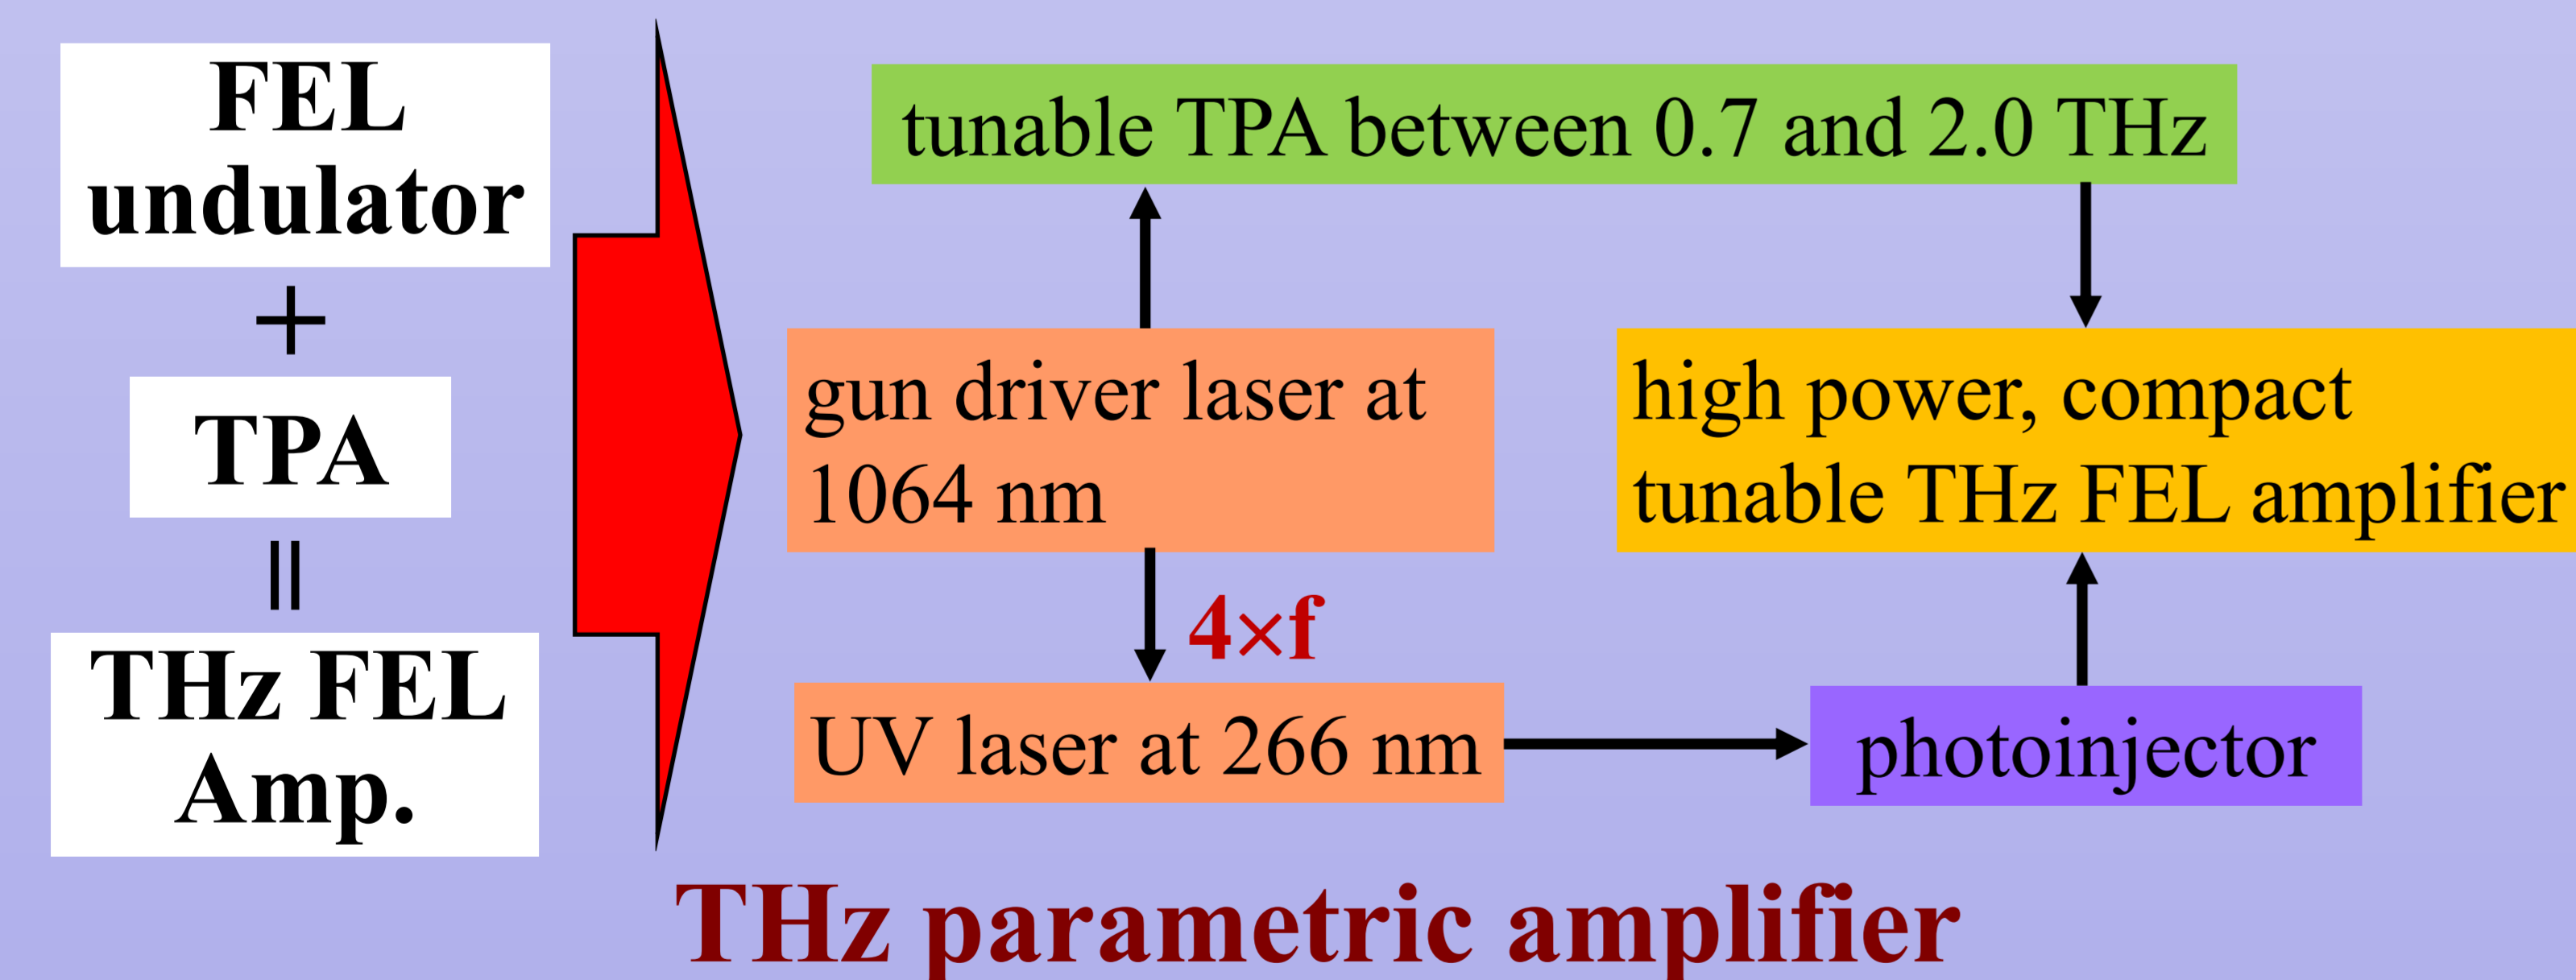 FEL
undulator
+
TPA
=
THz FEL
Amp.
tunable TPA between 0.7 and 2.0 THz
gun driver laser at
1064 nm
high power, compact
tunable THz FEL amplifier
4×f
UV laser at 266 nm
photoinjector
THz parametric amplifier